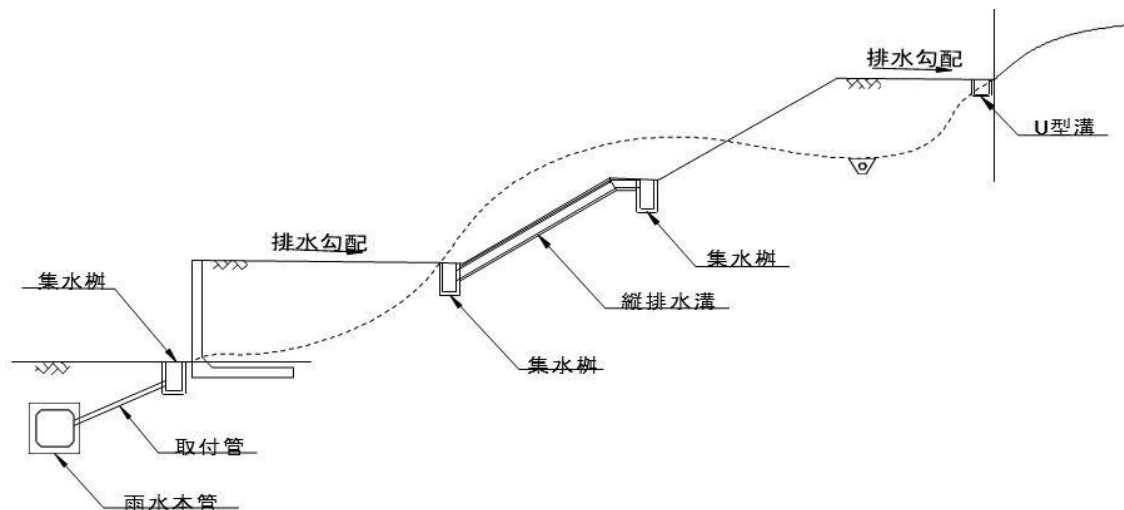 排水勾配
U型溝
排水勾配
集水桝
集水桝
縦排水溝
集水桝
取付管
雨水本管